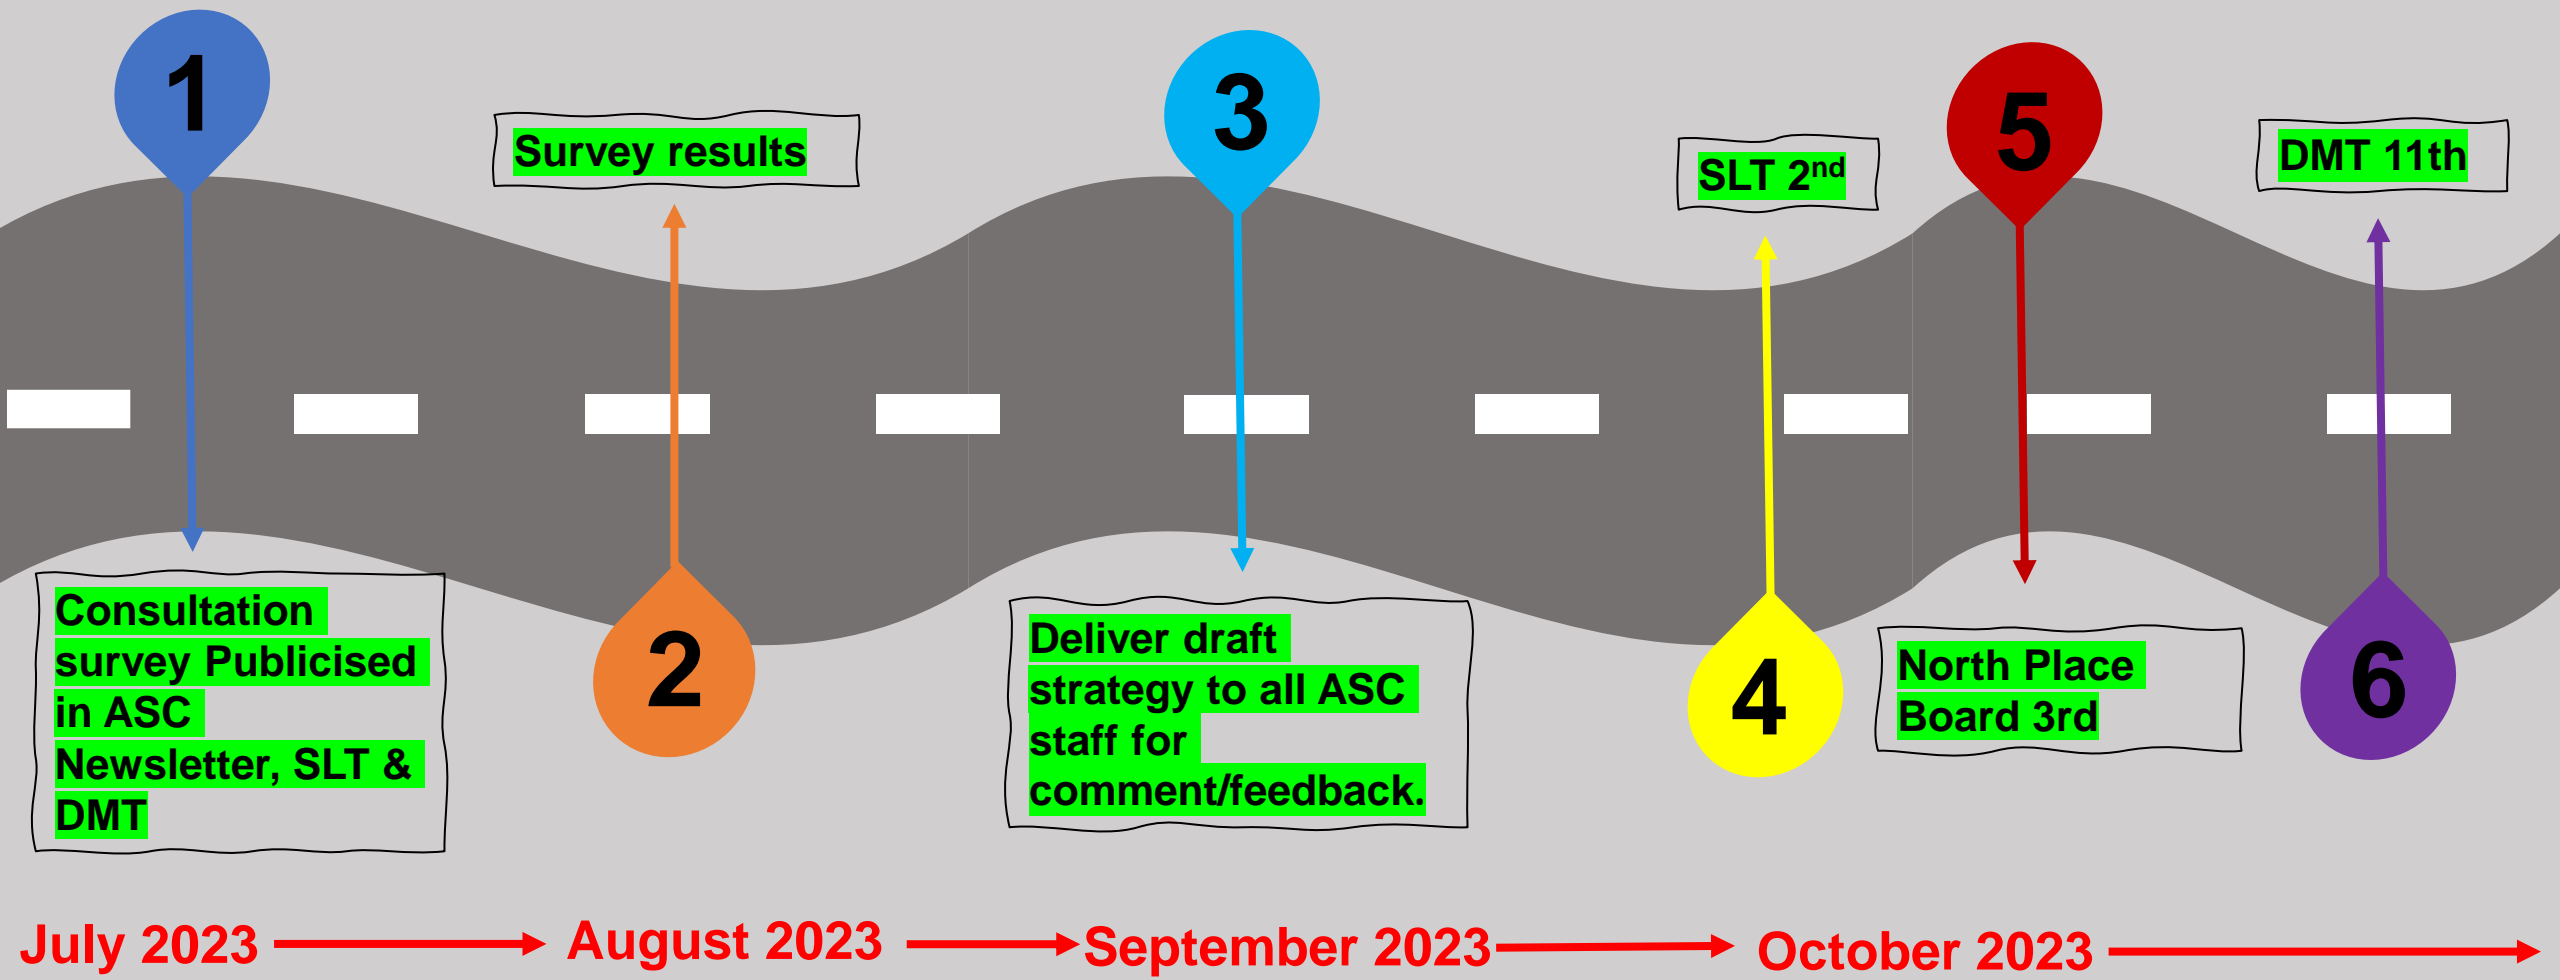 1
Consultation
survey Publicised
in ASC
Newsletter, SLT &
DMT
Survey results
2
3
Deliver draft
strategy to all ASC
staff for
comment/feedback.
SLT 2nd
4
5
North Place
Board 3rd
DMT 11th
6
July 2023
August 2023
September 2023
October 2023